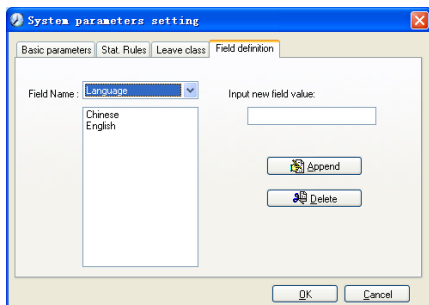 System parameters setting
Basic parameters Stat. Rules Leave class Field definition
Field Name : Language Input new field value:
Chinese
English
Append
Delete
OK Cancel